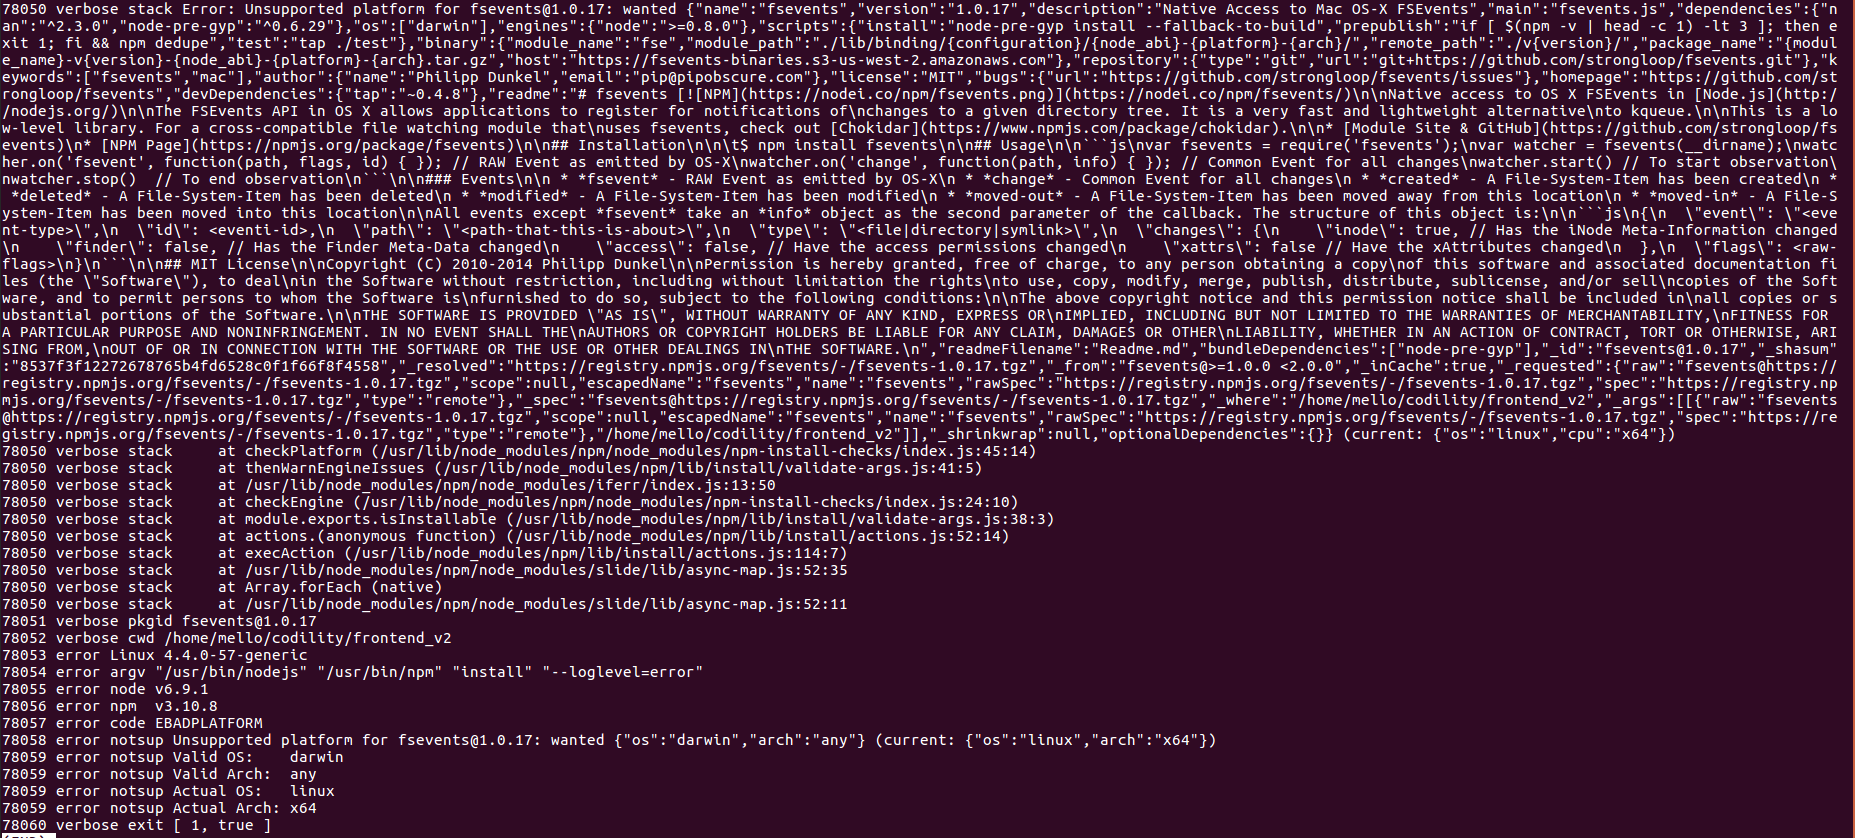 78050 verbose stack Error: Unsupported platform for fsevents@1.0.17: wanted {"name":"fsevents","version":"1.0.17","description":"Native Access to Mac OS-X FSEvents","main":"fsevents.js","dependencies":{"n
an":"^2.3.0","node-pre-gyp":"^0.6.29"},"os":["darwin"],"engines":{"node":">=0.8.0"},"scripts":{"install":"node-pre-gyp install --fallback-to-build","prepublish":"if [ $(npm -v | head -c 1) -lt 3 ]; then e
xit 1; fi && npm dedupe","test":"tap ./test"},"binary":{"module_name":"fse","module_path":"./lib/binding/{configuration}/{node_abi}-{platform}-{arch}/","remote_path":"./v{version}/","package_name":"{modul
e_name}-v{version}-{node_abi}-{platform}-{arch}.tar.gz","host":"https://fsevents-binaries.s3-us-west-2.amazonaws.com"},"repository":{"type":"git","url":"git+https://github.com/strongloop/fsevents.git"},"k
eywords":["fsevents","mac"],"author":{"name":"Philipp Dunkel","email":"pip@pipobscure.com"},"license":"MIT","bugs":{"url":"https://github.com/strongloop/fsevents/issues"},"homepage":"https://github.com/st
rongloop/fsevents","devDependencies":{"tap":"~0.4.8"},"readme":"# fsevents [![NPM](https://nodei.co/npm/fsevents.png)](https://nodei.co/npm/fsevents/)\n\nNative access to OS X FSEvents in [Node.js](http:/
/nodejs.org/)\n\nThe FSEvents API in OS X allows applications to register for notifications of\nchanges to a given directory tree. It is a very fast and lightweight alternative\nto kqueue.\n\nThis is a lo
w-level library. For a cross-compatible file watching module that\nuses fsevents, check out [Chokidar](https://www.npmjs.com/package/chokidar).\n\n* [Module Site & GitHub](https://github.com/strongloop/fs
events)\n* [NPM Page](https://npmjs.org/package/fsevents)\n\n## Installation\n\n\t$ npm install fsevents\n\n## Usage\n\n```js\nvar fsevents = require('fsevents');\nvar watcher = fsevents(__dirname);\nwatc
her.on('fsevent', function(path, flags, id) { }); // RAW Event as emitted by OS-X\nwatcher.on('change', function(path, info) { }); // Common Event for all changes\nwatcher.start() // To start observation\
nwatcher.stop()  // To end observation\n```\n\n### Events\n\n * *fsevent* - RAW Event as emitted by OS-X\n * *change* - Common Event for all changes\n * *created* - A File-System-Item has been created\n *
 *deleted* - A File-System-Item has been deleted\n * *modified* - A File-System-Item has been modified\n * *moved-out* - A File-System-Item has been moved away from this location\n * *moved-in* - A File-S
ystem-Item has been moved into this location\n\nAll events except *fsevent* take an *info* object as the second parameter of the callback. The structure of this object is:\n\n```js\n{\n  \"event\": \"<eve
nt-type>\",\n  \"id\": <eventi-id>,\n  \"path\": \"<path-that-this-is-about>\",\n  \"type\": \"<file|directory|symlink>\",\n  \"changes\": {\n    \"inode\": true, // Has the iNode Meta-Information changed
\n    \"finder\": false, // Has the Finder Meta-Data changed\n    \"access\": false, // Have the access permissions changed\n    \"xattrs\": false // Have the xAttributes changed\n  },\n  \"flags\": <raw-
flags>\n}\n```\n\n## MIT License\n\nCopyright (C) 2010-2014 Philipp Dunkel\n\nPermission is hereby granted, free of charge, to any person obtaining a copy\nof this software and associated documentation fi
les (the \"Software\"), to deal\nin the Software without restriction, including without limitation the rights\nto use, copy, modify, merge, publish, distribute, sublicense, and/or sell\ncopies of the Soft
ware, and to permit persons to whom the Software is\nfurnished to do so, subject to the following conditions:\n\nThe above copyright notice and this permission notice shall be included in\nall copies or s
ubstantial portions of the Software.\n\nTHE SOFTWARE IS PROVIDED \"AS IS\", WITHOUT WARRANTY OF ANY KIND, EXPRESS OR\nIMPLIED, INCLUDING BUT NOT LIMITED TO THE WARRANTIES OF MERCHANTABILITY,\nFITNESS FOR
A PARTICULAR PURPOSE AND NONINFRINGEMENT. IN NO EVENT SHALL THE\nAUTHORS OR COPYRIGHT HOLDERS BE LIABLE FOR ANY CLAIM, DAMAGES OR OTHER\nLIABILITY, WHETHER IN AN ACTION OF CONTRACT, TORT OR OTHERWISE, ARI
SING FROM,\nOUT OF OR IN CONNECTION WITH THE SOFTWARE OR THE USE OR OTHER DEALINGS IN\nTHE SOFTWARE.\n","readmeFilename":"Readme.md","bundleDependencies":["node-pre-gyp"],"_id":"fsevents@1.0.17","_shasum"
:"8537f3f12272678765b4fd6528c0f1f66f8f4558","_resolved":"https://registry.npmjs.org/fsevents/-/fsevents-1.0.17.tgz","_from":"fsevents@>=1.0.0 <2.0.0","_inCache":true,"_requested":{"raw":"fsevents@https://
registry.npmjs.org/fsevents/-/fsevents-1.0.17.tgz","scope":null,"escapedName":"fsevents","name":"fsevents","rawSpec":"https://registry.npmjs.org/fsevents/-/fsevents-1.0.17.tgz","spec":"https://registry.np
mjs.org/fsevents/-/fsevents-1.0.17.tgz","type":"remote"},"_spec":"fsevents@https://registry.npmjs.org/fsevents/-/fsevents-1.0.17.tgz","_where":"/home/mello/codility/frontend_v2","_args":[[{"raw":"fsevents
@https://registry.npmjs.org/fsevents/-/fsevents-1.0.17.tgz","scope":null,"escapedName":"fsevents","name":"fsevents","rawSpec":"https://registry.npmjs.org/fsevents/-/fsevents-1.0.17.tgz","spec":"https://re
gistry.npmjs.org/fsevents/-/fsevents-1.0.17.tgz","type":"remote"},"/home/mello/codility/frontend_v2"]],"_shrinkwrap":null,"optionalDependencies":{}} (current: {"os":"linux","cpu":"x64"})
78050 verbose stack     at checkPlatform (/usr/lib/node_modules/npm/node_modules/npm-install-checks/index.js:45:14)
78050 verbose stack     at thenWarnEngineIssues (/usr/lib/node_modules/npm/lib/install/validate-args.js:41:5)
78050 verbose stack     at /usr/lib/node_modules/npm/node_modules/iferr/index.js:13:50
78050 verbose stack     at checkEngine (/usr/lib/node_modules/npm/node_modules/npm-install-checks/index.js:24:10)
78050 verbose stack     at module.exports.isInstallable (/usr/lib/node_modules/npm/lib/install/validate-args.js:38:3)
78050 verbose stack     at actions.(anonymous function) (/usr/lib/node_modules/npm/lib/install/actions.js:52:14)
78050 verbose stack     at execAction (/usr/lib/node_modules/npm/lib/install/actions.js:114:7)
78050 verbose stack     at /usr/lib/node_modules/npm/node_modules/slide/lib/async-map.js:52:35
78050 verbose stack     at Array.forEach (native)
78050 verbose stack     at /usr/lib/node_modules/npm/node_modules/slide/lib/async-map.js:52:11
78051 verbose pkgid fsevents@1.0.17
78052 verbose cwd /home/mello/codility/frontend_v2
78053 error Linux 4.4.0-57-generic
78054 error argv "/usr/bin/nodejs" "/usr/bin/npm" "install" "--loglevel=error"
78055 error node v6.9.1
78056 error npm  v3.10.8
78057 error code EBADPLATFORM
78058 error notsup Unsupported platform for fsevents@1.0.17: wanted {"os":"darwin","arch":"any"} (current: {"os":"linux","arch":"x64"})
78059 error notsup Valid OS:    darwin
78059 error notsup Valid Arch:  any
78059 error notsup Actual OS:   linux
78059 error notsup Actual Arch: x64
78060 verbose exit [ 1, true ]